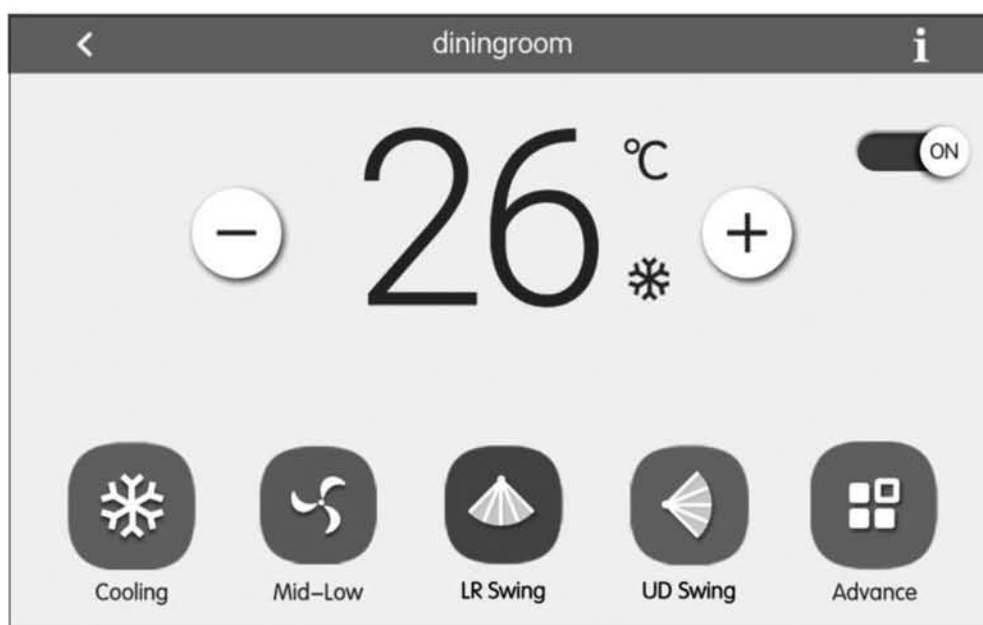 diningroom
i
26 °C
ON
Cooling
Mid-Low
LR Swing
UD Swing
Advance